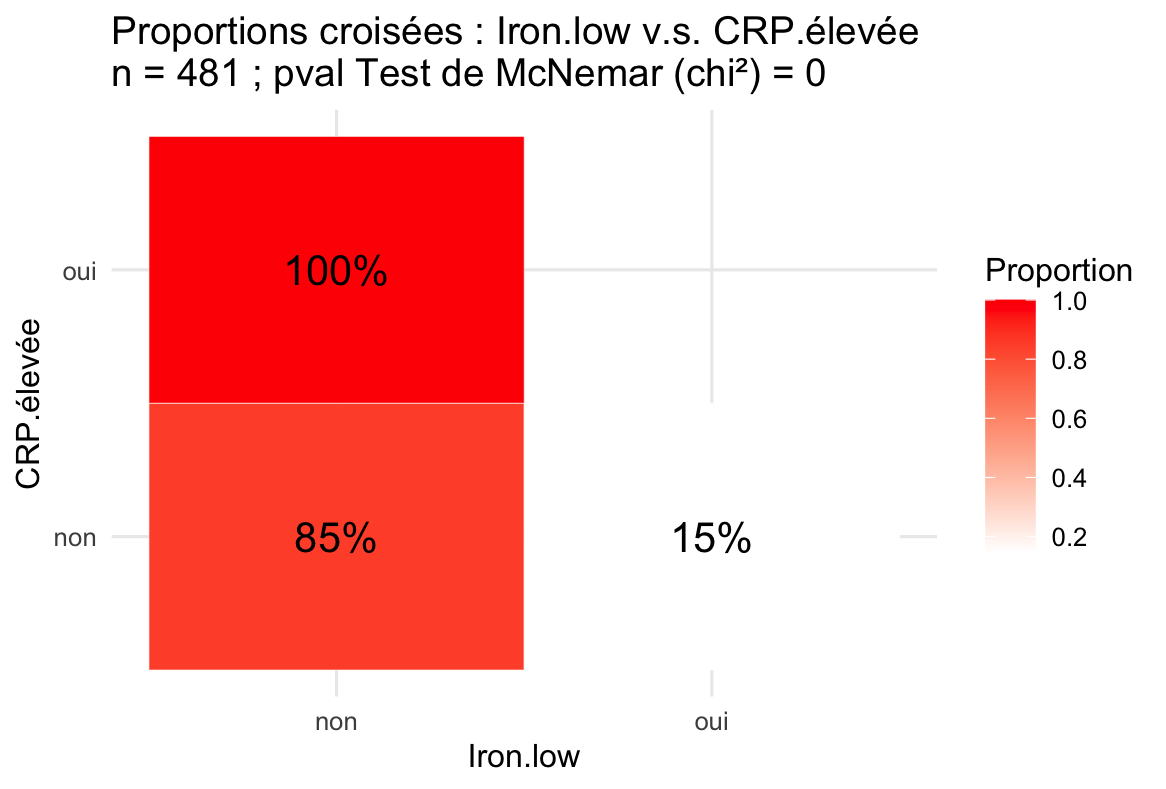 Proportions croisées : Iron.low v.s. CRP.élevée
n = 481 ; pval Test de McNemar (chi²) = 0
CRP.élevée
oui
non
100%
85%
15%
non
oui
Iron.low
Proportion
1.0
0.8
0.6
0.4
0.2